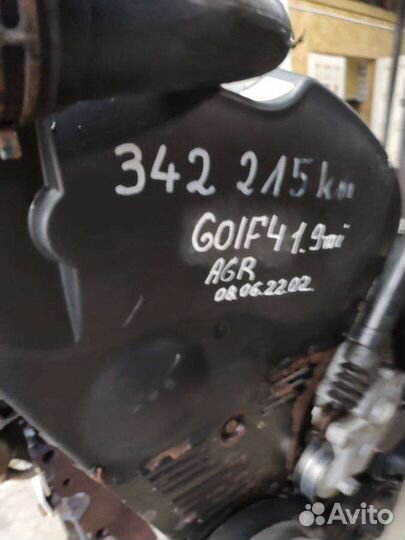 342 215km
GOlF4 1.9TDi
AGR
08.06.22.02.
Avito